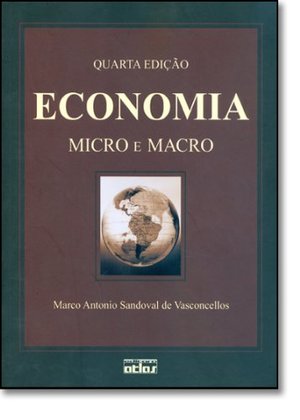 QUARTA EDIÇÃO
ECONOMIA
MICRO E MACRO
Marco Antonio Sandoval de Vasconcellos
atlas